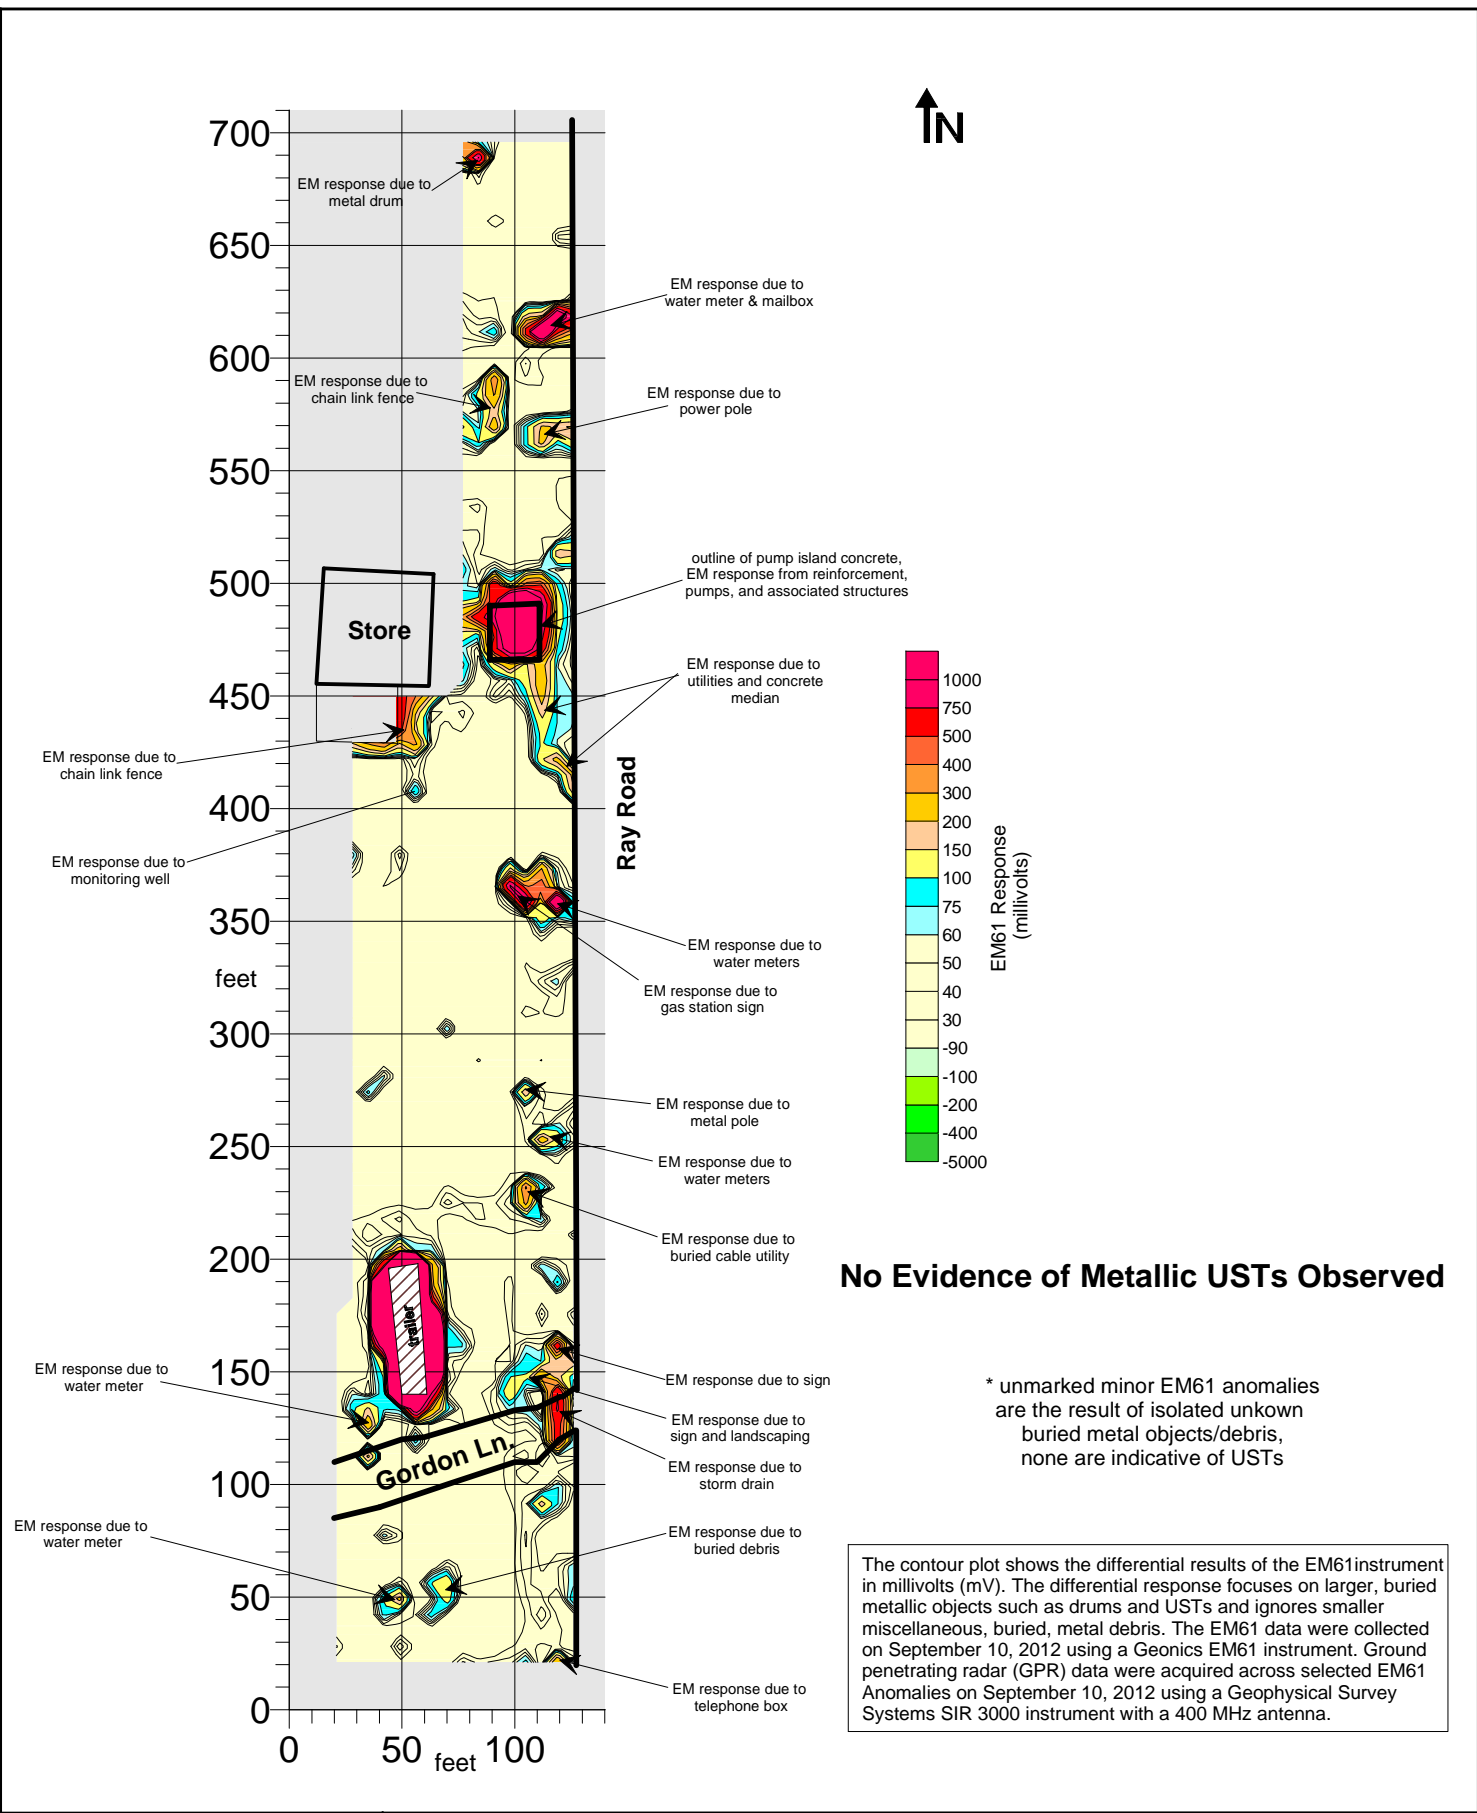 N
700
650
600
550
500
450
400
350
feet
300
250
200
150
100
50
0
0
50
feet
100
EM response due to
metal drum
EM response due to
water meter & mailbox
EM response due to
chain link fence
EM response due to
power pole
outline of pump island concrete,
EM response from reinforcement,
pumps, and associated structures
Store
EM response due to
utilities and concrete
median
EM response due to
chain link fence
Ray Road
EM response due to
monitoring well
EM response due to
water meters
EM response due to
gas station sign
EM response due to
metal pole
EM response due to
water meters
EM response due to
buried cable utility
trailer
EM response due to
water meter
EM response due to sign
EM response due to
sign and landscaping
Gordon Ln.
EM response due to
storm drain
EM response due to
water meter
EM response due to
buried debris
EM response due to
telephone box
1000
750
500
400
300
200
150
100
75
60
50
40
30
-90
-100
-200
-400
-5000
EM61 Response
(millivolts)
No Evidence of Metallic USTs Observed
* unmarked minor EM61 anomalies
are the result of isolated unkown
buried metal objects/debris,
none are indicative of USTs
The contour plot shows the differential results of the EM61instrument
in millivolts (mV). The differential response focuses on larger, buried
metallic objects such as drums and USTs and ignores smaller
miscellaneous, buried, metal debris. The EM61 data were collected
on September 10, 2012 using a Geonics EM61 instrument. Ground
penetrating radar (GPR) data were acquired across selected EM61
Anomalies on September 10, 2012 using a Geophysical Survey
Systems SIR 3000 instrument with a 400 MHz antenna.